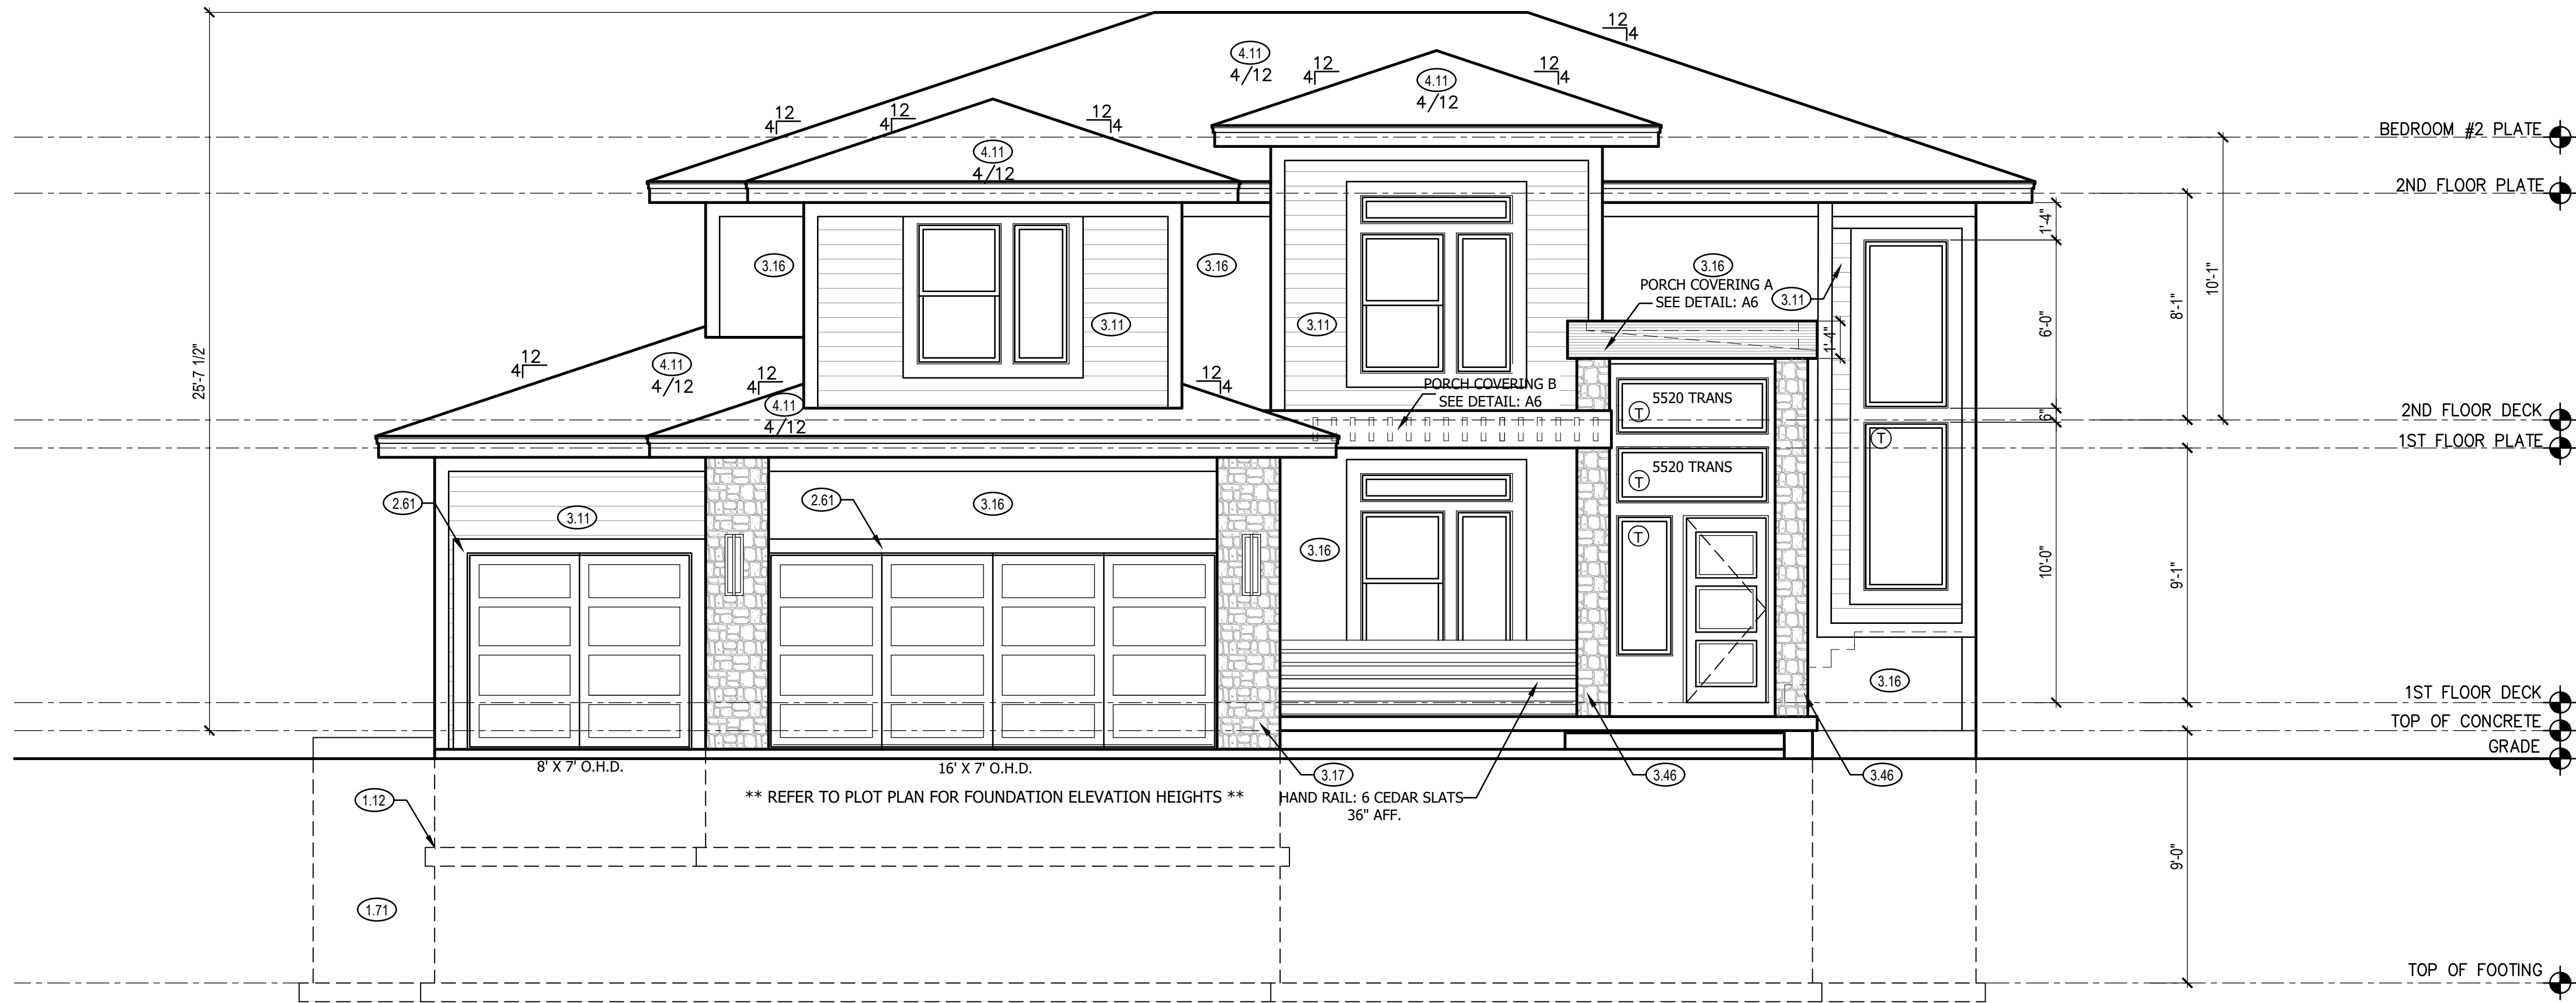 12
4
4.11
4/12
12
4
12
4
4.11
4/12
12
4
12
4
12
4
4.11
4/12
BEDROOM #2 PLATE
2ND FLOOR PLATE
1'-4"
3.16
3.16
3.16
PORCH COVERING A
SEE DETAIL: A6
3.11
3.11
3.11
1'-4"
6'-0"
8'-1"
10'-1"
25'-7 1/2"
12
4
4.11
4/12
12
4
4.11
4/12
12
4
PORCH COVERING B
SEE DETAIL: A6
5520 TRANS
T
6"
2ND FLOOR DECK
1ST FLOOR PLATE
T
5520 TRANS
T
2.61
3.11
2.61
3.16
3.16
T
10'-0"
9'-1"
3.16
1ST FLOOR DECK
TOP OF CONCRETE
GRADE
8' X 7' O.H.D.
16' X 7' O.H.D.
3.17
3.46
3.46
1.12
** REFER TO PLOT PLAN FOR FOUNDATION ELEVATION HEIGHTS **
HAND RAIL: 6 CEDAR SLATS
36" AFF.
9'-0"
1.71
TOP OF FOOTING